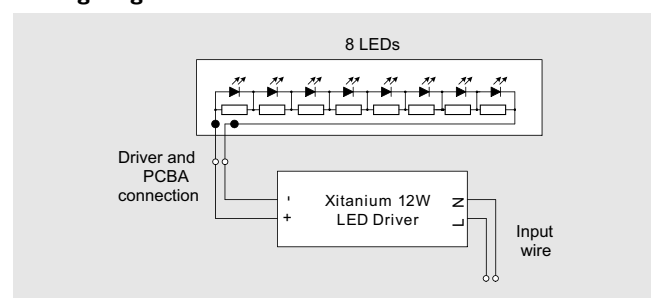 8 LEDs
Driver and
PCBA
connection
-
+
Xitanium 12W
LED Driver
N
L
Input
wire